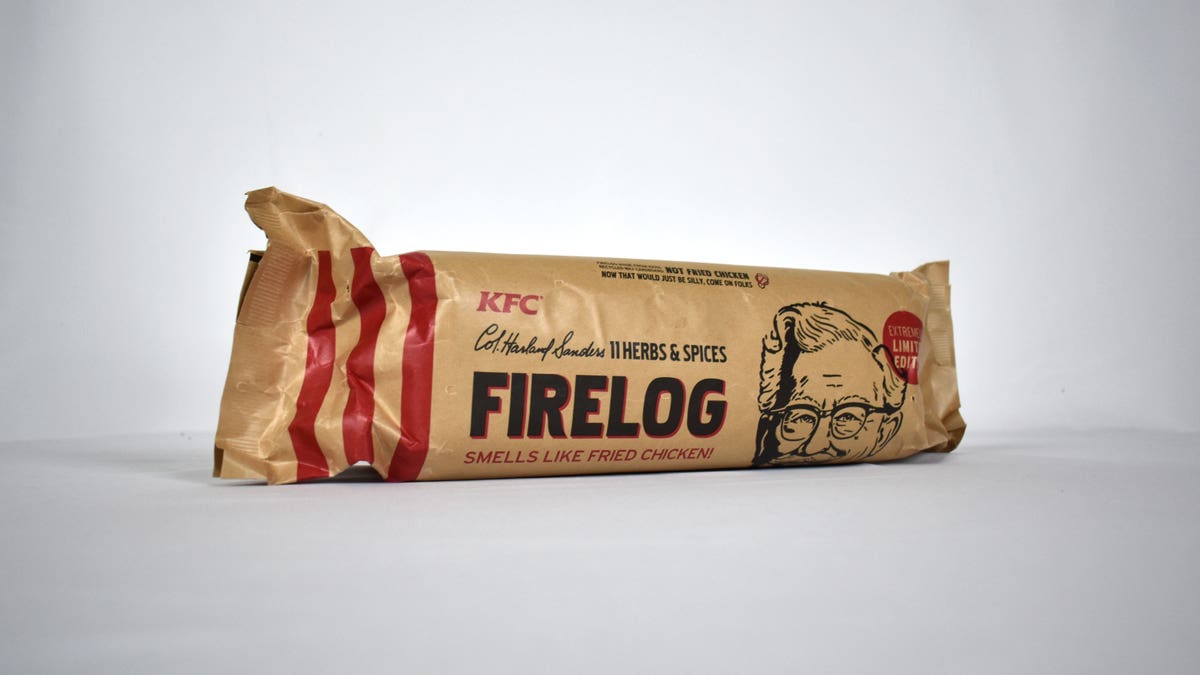 NOT FRIED CHICKEN
NOW THAT WOULD JUST BE SILLY, COME ON FOLKS
KFC
Col. Harland Sanders 11 HERBS & SPICES
FIRELOG
SMELLS LIKE FRIED CHICKEN!
EXTREME
LIMIT
EDIT